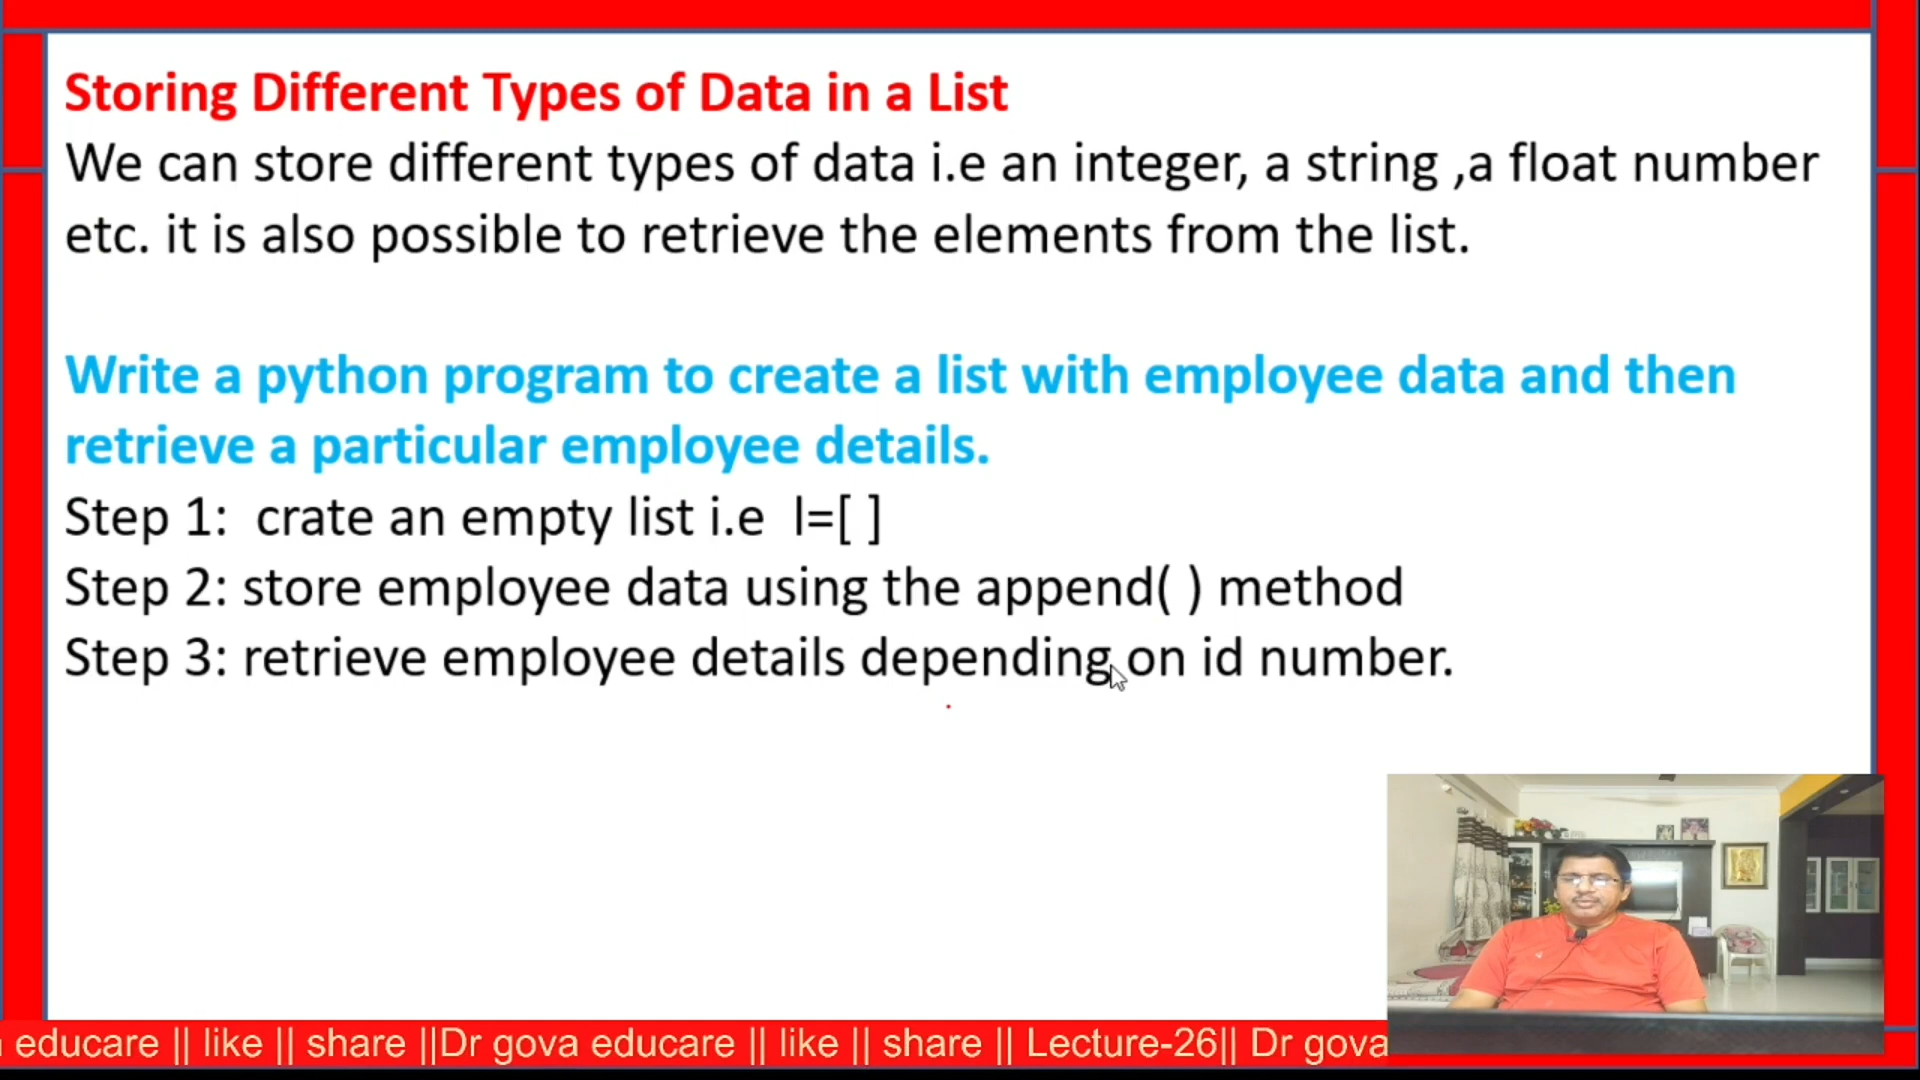 Storing Different Types of Data in a List
We can store different types of data i.e an integer, a string ,a float number
etc. it is also possible to retrieve the elements from the list.
Write a python program to create a list with employee data and then
retrieve a particular employee details.
Step 1:  crate an empty list i.e  l=[ ]
Step 2: store employee data using the append( ) method
Step 3: retrieve employee details depending on id number.
educare || like || share ||Dr gova educare || like || share || Lecture-26|| Dr gova